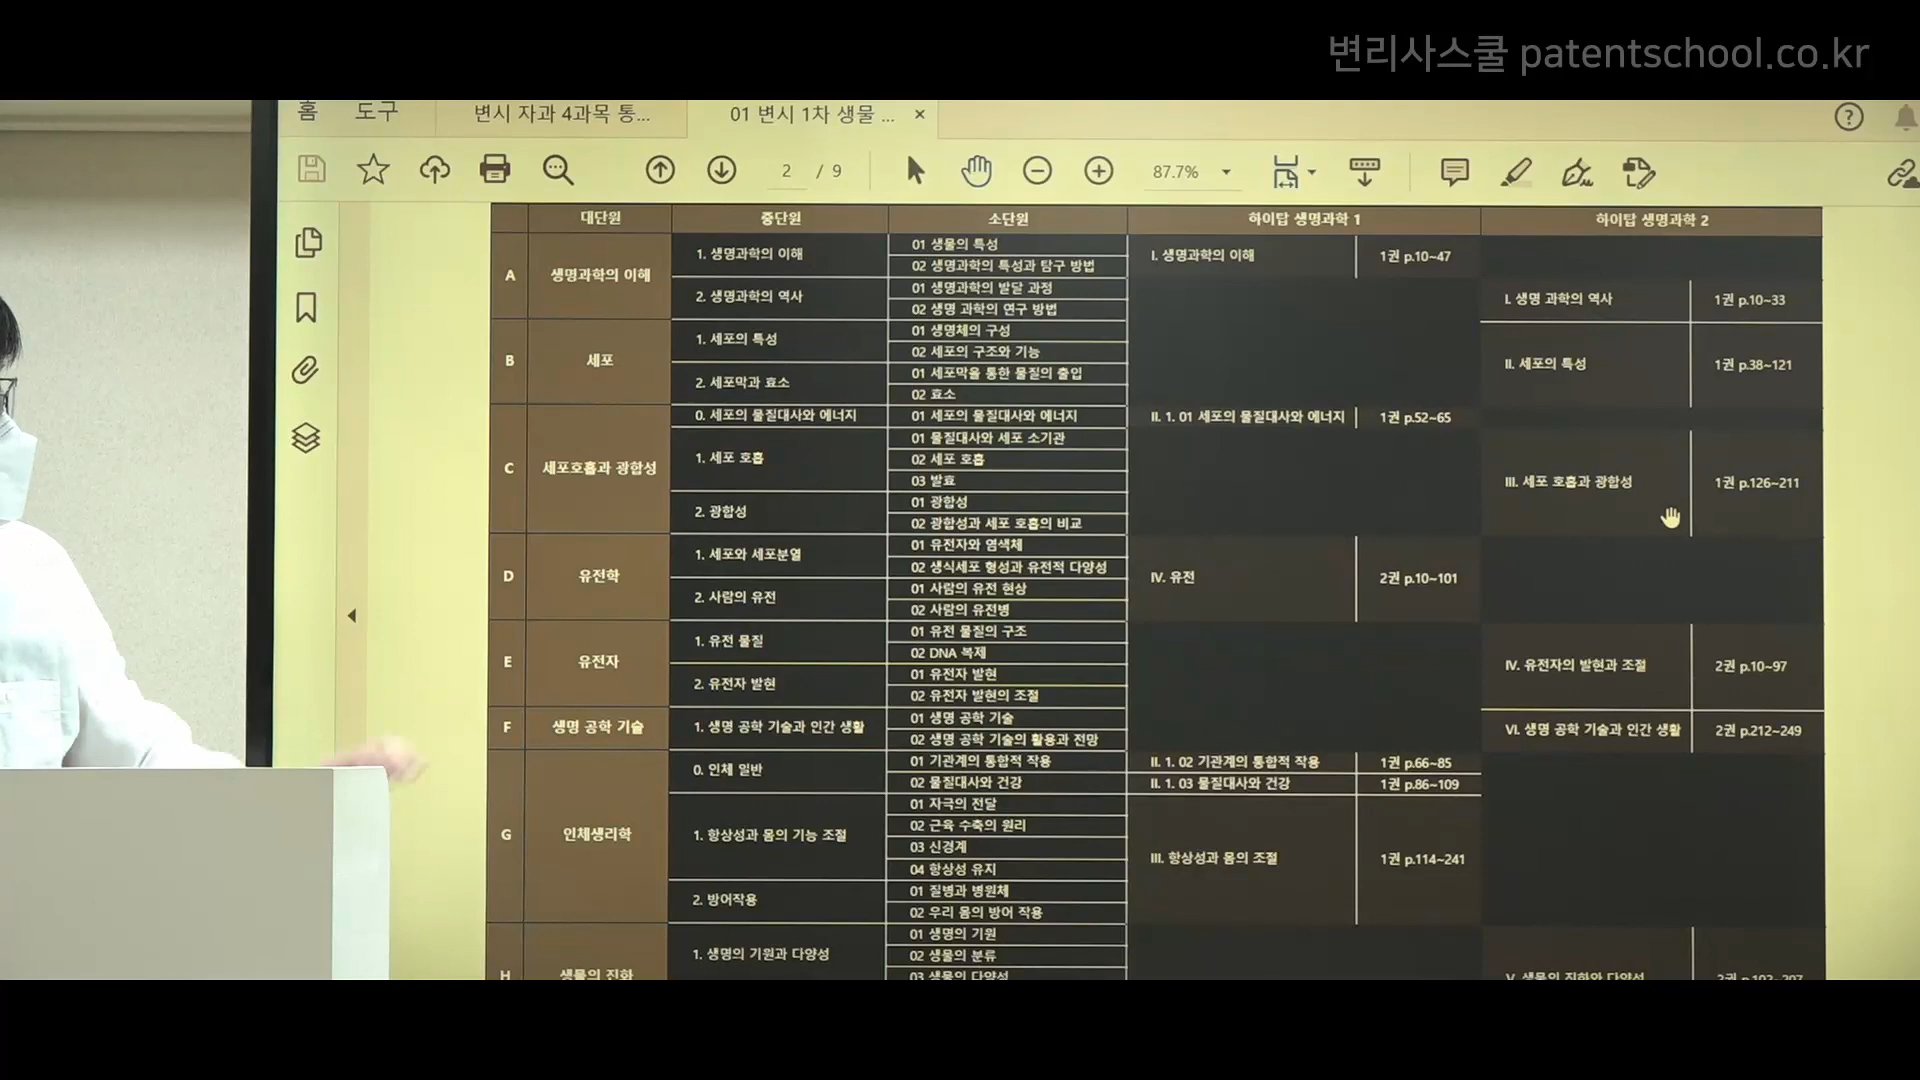 변리사스쿨 patentschool.co.kr
홈 도구 변시 자과 4과목 통... 01 변시 1차 생물 ... ×
2 / 9 87.7%
대단원 중단원 소단원 하이탑 생명과학 1 하이탑 생명과학 2
A 생명과학의 이해
1. 생명과학의 이해
01 생물의 특성
02 생명과학의 특성과 탐구 방법
I. 생명과학의 이해 1권 p.10~47
2. 생명과학의 역사
01 생명과학의 발달 과정
02 생명 과학의 연구 방법
I. 생명 과학의 역사 1권 p.10~33
B 세포
1. 세포의 특성
01 생명체의 구성
02 세포의 구조와 기능
2. 세포막과 효소
01 세포막을 통한 물질의 출입
02 효소
II. 세포의 특성 1권 p.38~121
C 세포호흡과 광합성
0. 세포의 물질대사와 에너지 01 세포의 물질대사와 에너지 II. 1. 01 세포의 물질대사와 에너지 1권 p.52~65
1. 세포 호흡
01 물질대사와 세포 소기관
02 세포 호흡
03 발효
2. 광합성
01 광합성
02 광합성과 세포 호흡의 비교
III. 세포 호흡과 광합성 1권 p.126~211
D 유전학
1. 세포와 세포분열
01 유전자와 염색체
02 생식세포 형성과 유전적 다양성
2. 사람의 유전
01 사람의 유전 현상
02 사람의 유전병
IV. 유전 2권 p.10~101
E 유전자
1. 유전 물질
01 유전 물질의 구조
02 DNA 복제
2. 유전자 발현
01 유전자 발현
02 유전자 발현의 조절
IV. 유전자의 발현과 조절 2권 p.10~97
F 생명 공학 기술
1. 생명 공학 기술과 인간 생활
01 생명 공학 기술
02 생명 공학 기술의 활용과 전망
VI. 생명 공학 기술과 인간 생활 2권 p.212~249
G 인체생리학
0. 인체 일반
01 기관계의 통합적 작용 II. 1. 02 기관계의 통합적 작용 1권 p.66~85
02 물질대사와 건강 II. 1. 03 물질대사와 건강 1권 p.86~109
1. 항상성과 몸의 기능 조절
01 자극의 전달
02 근육 수축의 원리
03 신경계
04 항상성 유지
2. 방어작용
01 질병과 병원체
02 우리 몸의 방어 작용
III. 항상성과 몸의 조절 1권 p.114~241
H 생물의 진화
1. 생명의 기원과 다양성
01 생명의 기원
02 생물의 분류
03 생물의 다양성
V. 생물의 진화와 다양성